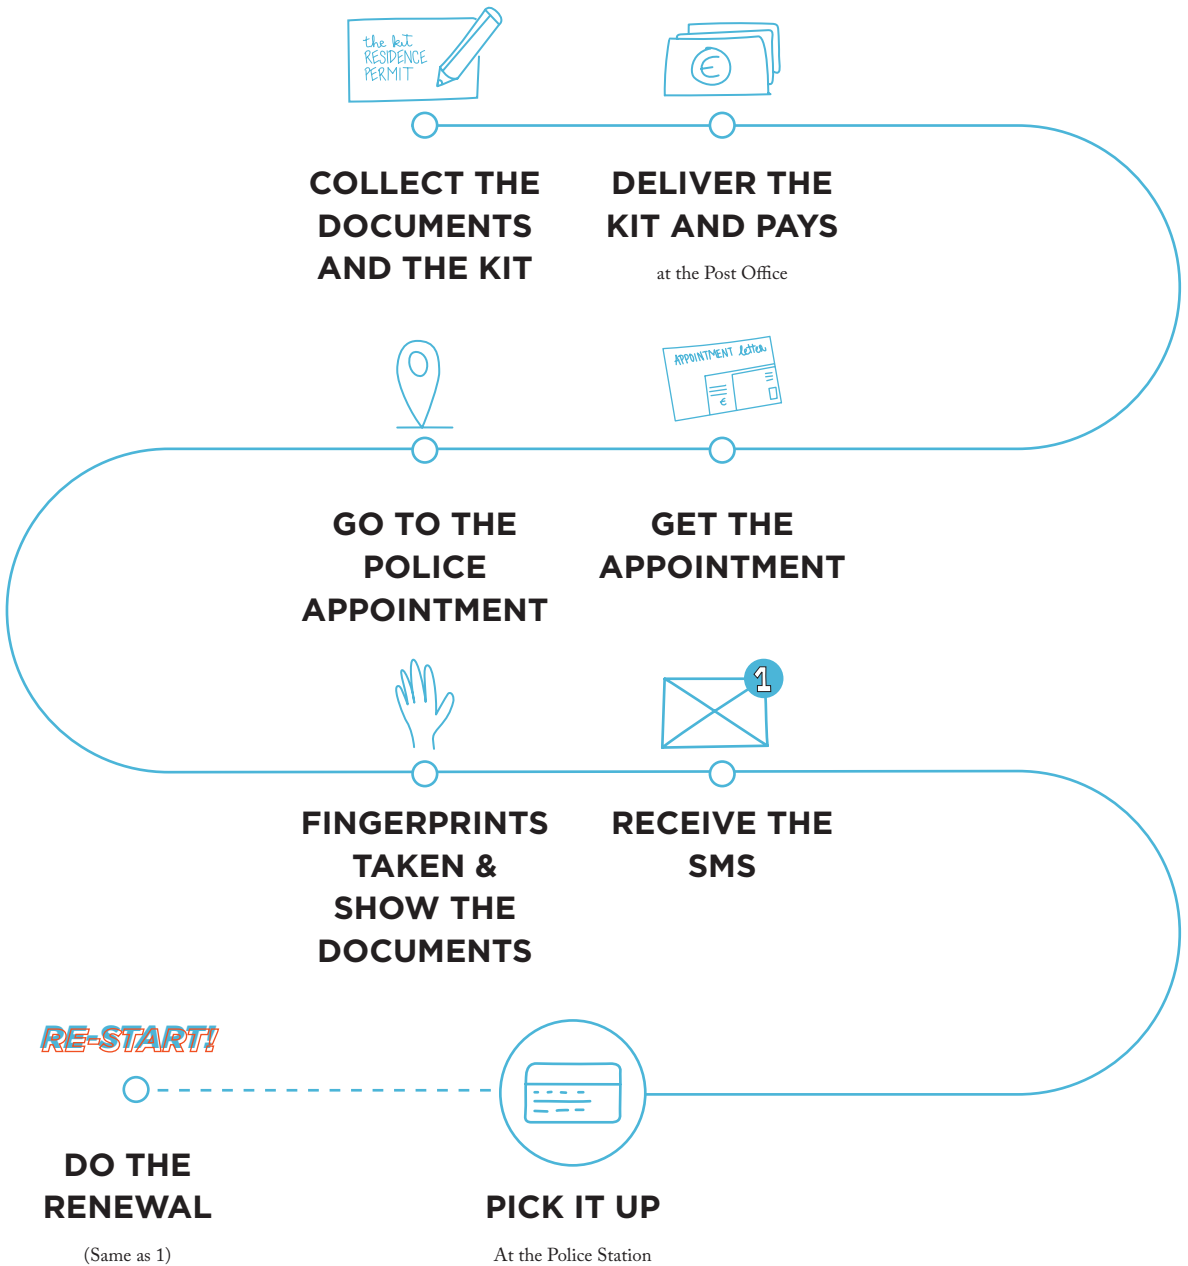 the kit
RESIDENCE
PERMIT
€
COLLECT THE
DOCUMENTS
AND THE KIT
DELIVER THE
KIT AND PAYS
at the Post Office
APPOINTMENT letter
€
GET THE
APPOINTMENT
GO TO THE
POLICE
APPOINTMENT
FINGERPRINTS
TAKEN &
SHOW THE
DOCUMENTS
1
RECEIVE THE
SMS
PICK IT UP
At the Police Station
RE-START!
DO THE
RENEWAL
(Same as 1)